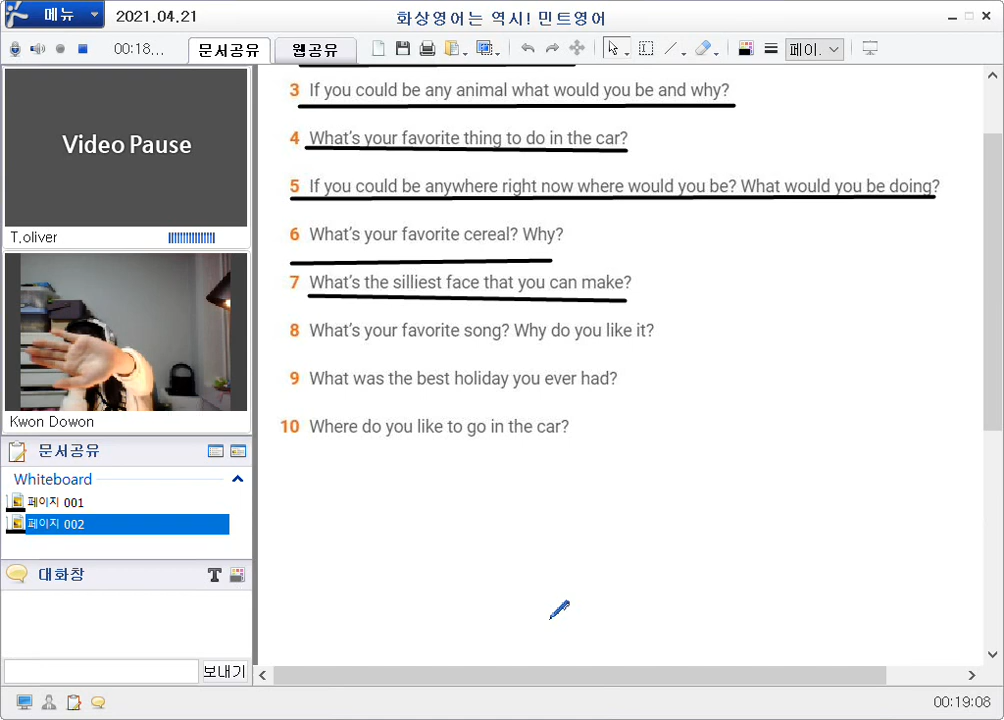 메뉴
2021.04.21
화상영어는 역시! 민트영어
00:18...
문서공유
웹공유
페이.
Video Pause
T.oliver
Kwon Dowon
문서공유
Whiteboard
페이지 001
페이지 002
대화창
T
보내기
3 If you could be any animal what would you be and why?
4 What's your favorite thing to do in the car?
5 If you could be anywhere right now where would you be? What would you be doing?
6 What's your favorite cereal? Why?
7 What's the silliest face that you can make?
8 What's your favorite song? Why do you like it?
9 What was the best holiday you ever had?
10 Where do you like to go in the car?
00:19:08